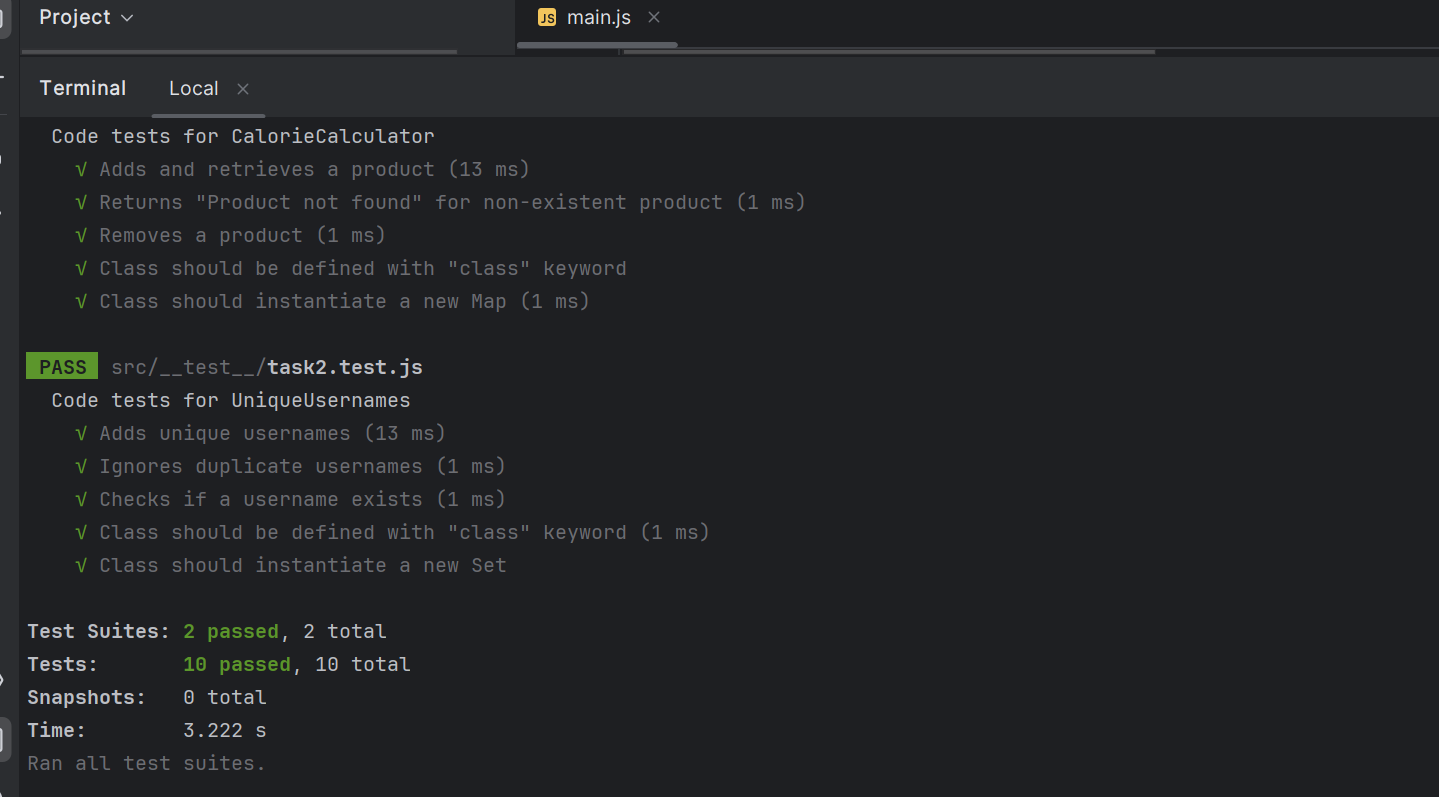 Project
JS main.js
Terminal Local
Code tests for CalorieCalculator
√ Adds and retrieves a product (13 ms)
√ Returns "Product not found" for non-existent product (1 ms)
√ Removes a product (1 ms)
√ Class should be defined with "class" keyword
√ Class should instantiate a new Map (1 ms)
PASS src/__test__/task2.test.js
Code tests for UniqueUsernames
√ Adds unique usernames (13 ms)
√ Ignores duplicate usernames (1 ms)
√ Checks if a username exists (1 ms)
√ Class should be defined with "class" keyword (1 ms)
√ Class should instantiate a new Set
Test Suites: 2 passed, 2 total
Tests: 10 passed, 10 total
Snapshots: 0 total
Time: 3.222 s
Ran all test suites.